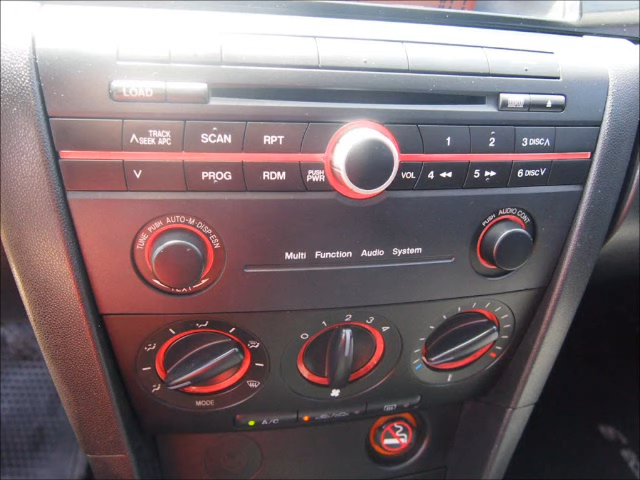 LOAD
TRACK SCAN RPT 1 2 3 DISC
SEEK APC
PROG RDM PUSH PWR VOL 4 5 6 DISC
TUNE PUSH AUTO-M·DISP·ESN
PUSH AUDIO CONT
Multi Function Audio System
0 1 2 3 4
MODE
A/C